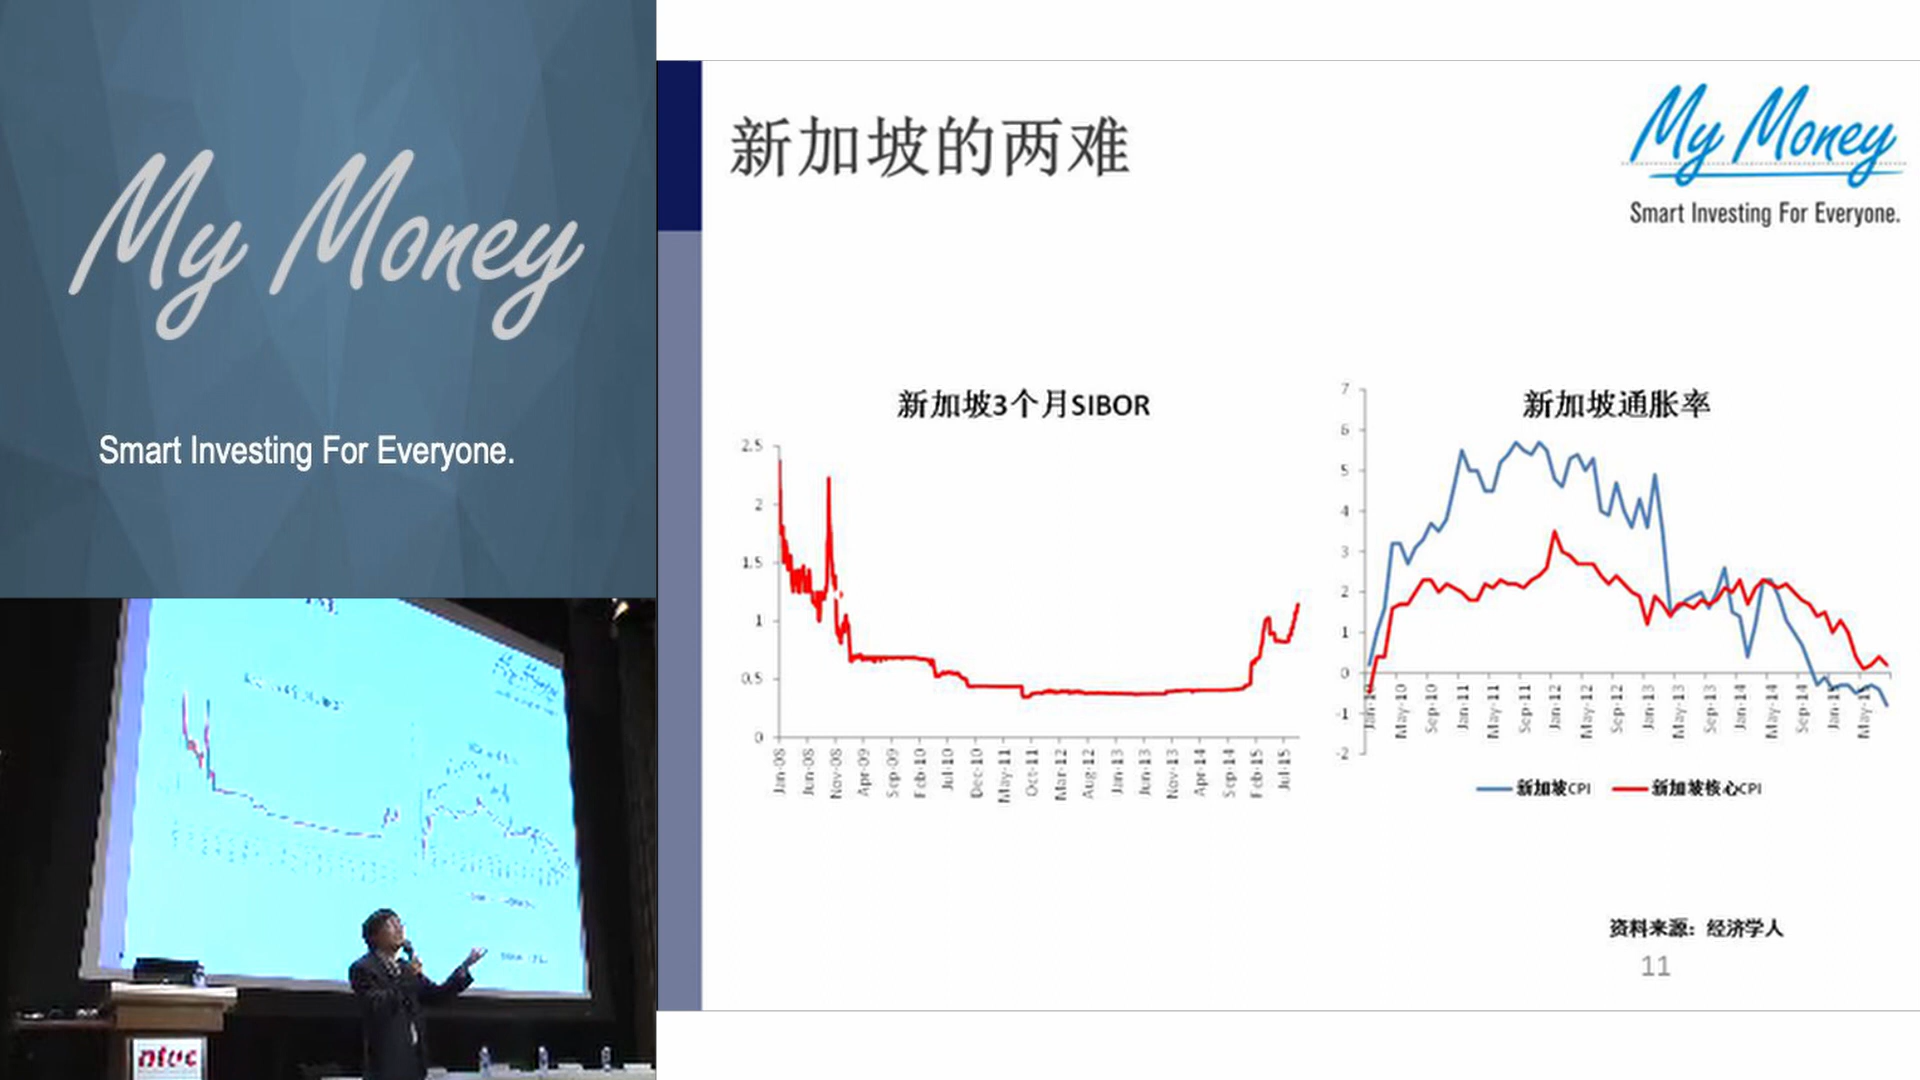 My Money
Smart Investing For Everyone.
ntuc
新加坡的两难
My Money
Smart Investing For Everyone.
新加坡3个月SIBOR
2.5
2
1.5
1
0.5
0
Jan-08
Jun-08
Nov-08
Apr-09
Sep-09
Feb-10
Jul-10
Dec-10
May-11
Oct-11
Mar-12
Aug-12
Jan-13
Jun-13
Nov-13
Apr-14
Sep-14
Feb-15
Jul-15
新加坡通胀率
7
6
5
4
3
2
1
0
-1
-2
May-10
Sep-10
Jan-11
May-11
Sep-11
Jan-12
May-12
Sep-12
Jan-13
May-13
Sep-13
Jan-14
May-14
Sep-14
新加坡CPI
新加坡核心CPI
资料来源：经济学人
11